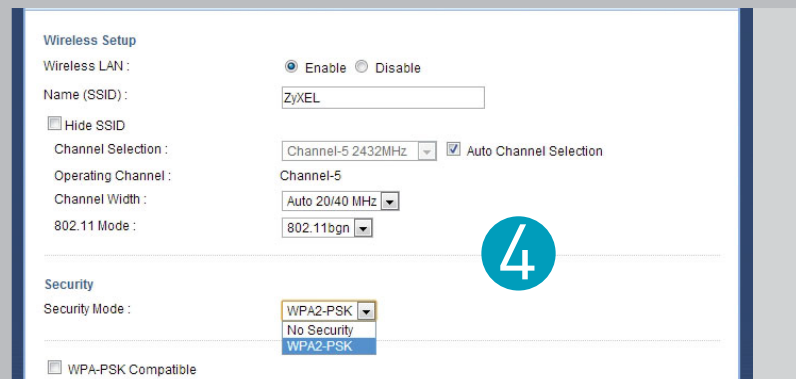 Wireless Setup
Wireless LAN : Enable Disable
Name (SSID) : ZyXEL
Hide SSID
Channel Selection : Channel-5 2432MHz Auto Channel Selection
Operating Channel : Channel-5
Channel Width : Auto 20/40 MHz
802.11 Mode : 802.11bgn
4
Security
Security Mode : WPA2-PSK
No Security
WPA2-PSK
WPA-PSK Compatible